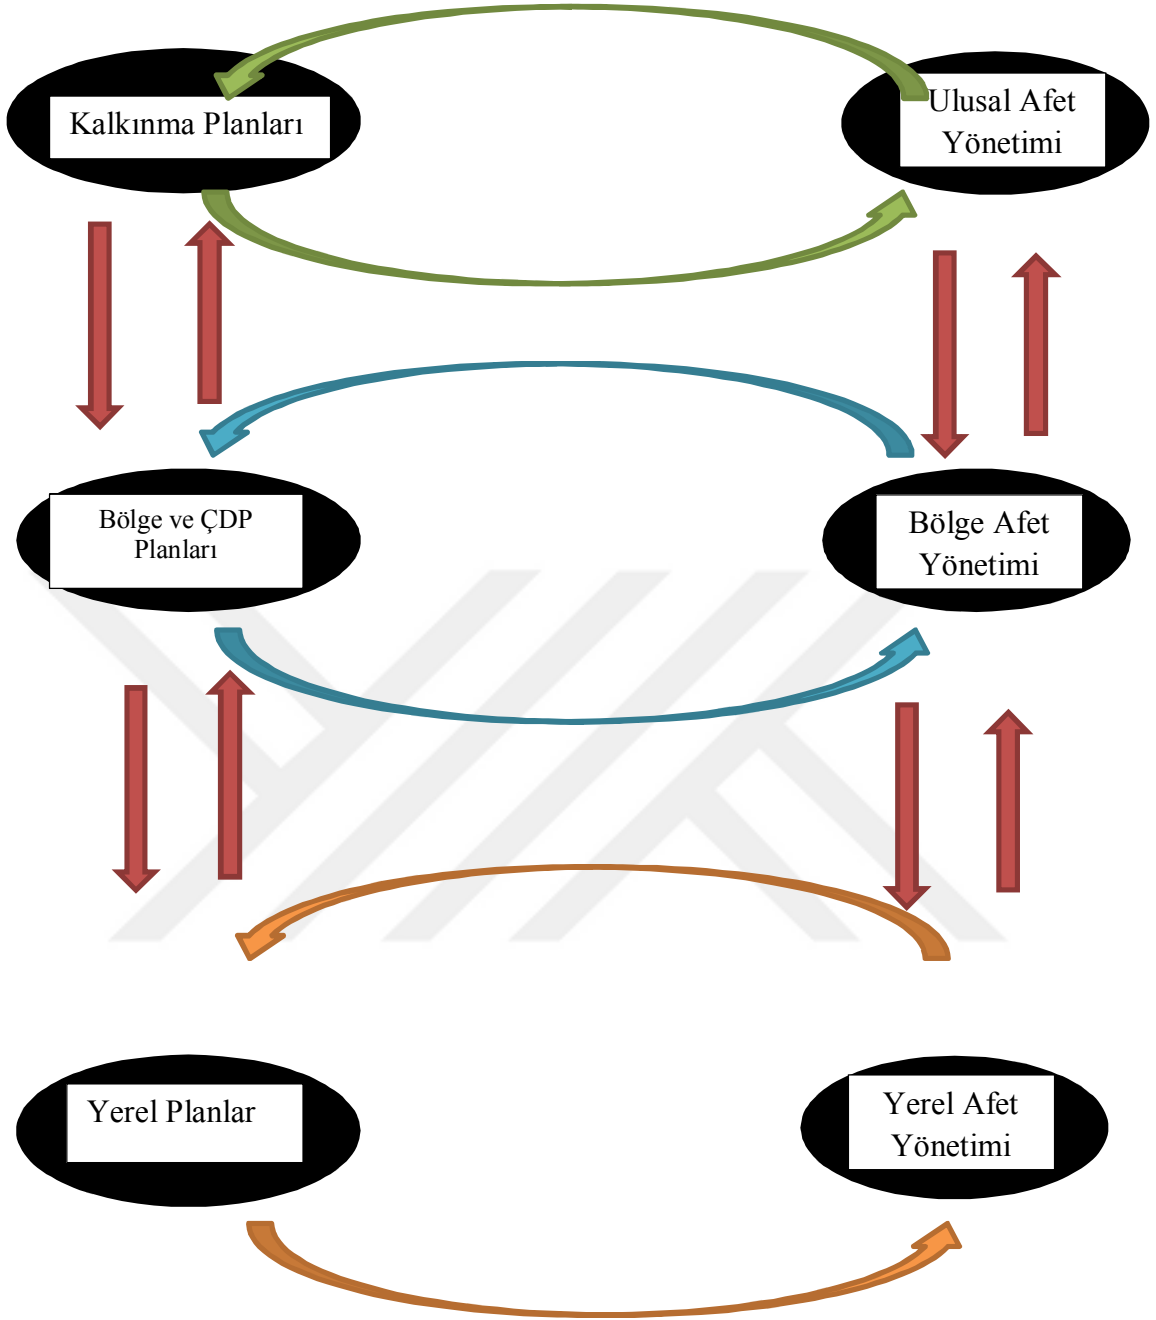 Kalkınma Planları
Ulusal Afet
Yönetimi
Bölge ve ÇDP
Planları
Bölge Afet
Yönetimi
Yerel Planlar
Yerel Afet
Yönetimi